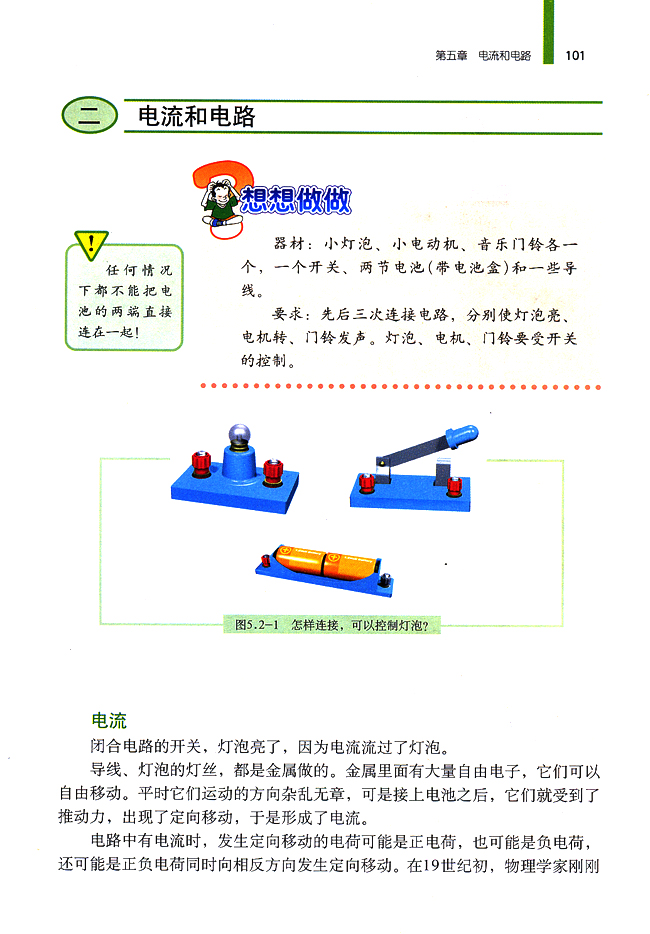 第五章 电流和电路 101
二 电流和电路
想想做做
器材：小灯泡、小电动机、音乐门铃各一
个，一个开关、两节电池(带电池盒)和一些导
线。
要求：先后三次连接电路，分别使灯泡亮、
电机转、门铃发声。灯泡、电机、门铃要受开关
的控制。
!
任何情况
下都不能把电
池的两端直接
连在一起！
图5.2-1 怎样连接，可以控制灯泡？
电流
闭合电路的开关，灯泡亮了，因为电流流过了灯泡。
导线、灯泡的灯丝，都是金属做的。金属里面有大量自由电子，它们可以
自由移动。平时它们运动的方向杂乱无章，可是接上电池之后，它们就受到了
推动力，出现了定向移动，于是形成了电流。
电路中有电流时，发生定向移动的电荷可能是正电荷，也可能是负电荷，
还可能是正负电荷同时向相反方向发生定向移动。在19世纪初，物理学家刚刚